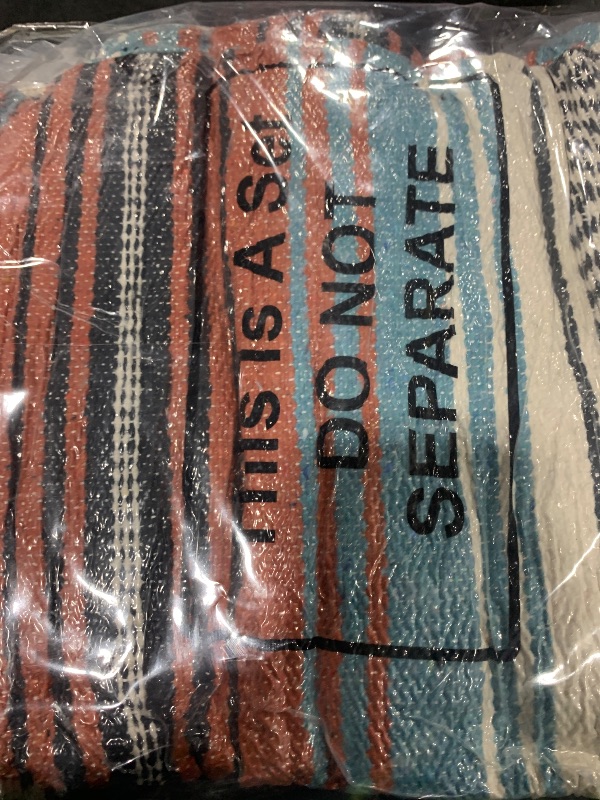 This Is A Set
DO NOT
SEPARATE